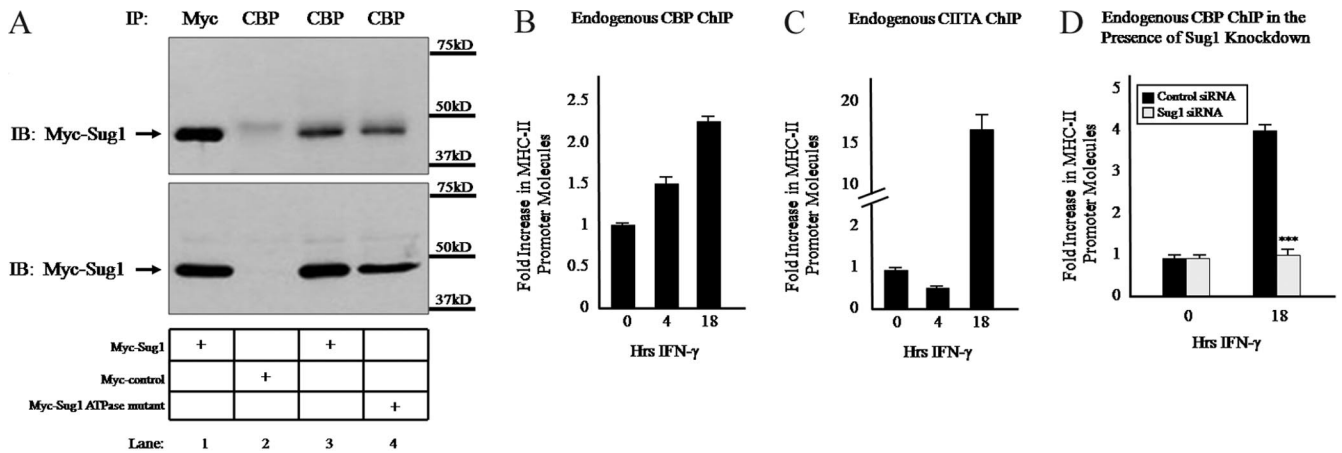 A
IP: Myc CBP CBP CBP
75kD
50kD
IB: Myc-Sug1
37kD
75kD
50kD
IB: Myc-Sug1
37kD
Myc-Sug1 + +
Myc-control +
Myc-Sug1 ATPase mutant +
Lane: 1 2 3 4
B
Endogenous CBP ChIP
Fold Increase in MHC-II
Promoter Molecules
2.5
2
1.5
1
0.5
0
0 4 18
Hrs IFN-γ
C
Endogenous CIITA ChIP
Fold Increase in MHC-II
Promoter Molecules
20
15
10
2
1
0
0 4 18
Hrs IFN-γ
D
Endogenous CBP ChIP in the
Presence of Sug1 Knockdown
Control siRNA
Sug1 siRNA
Fold Increase in MHC-II
Promoter Molecules
5
4
3
2
1
0
***
0 18
Hrs IFN-γ